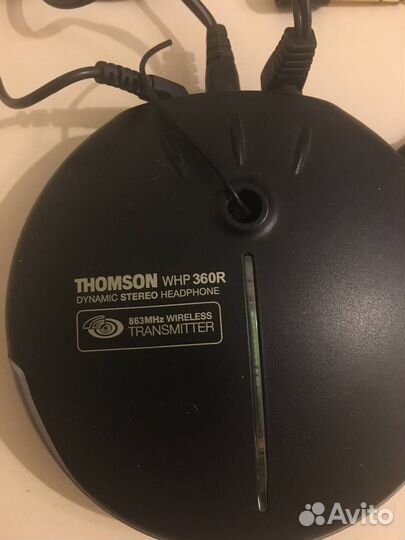 THOMSON WHP 360R
DYNAMIC STEREO HEADPHONE
863MHz WIRELESS
TRANSMITTER
Avito